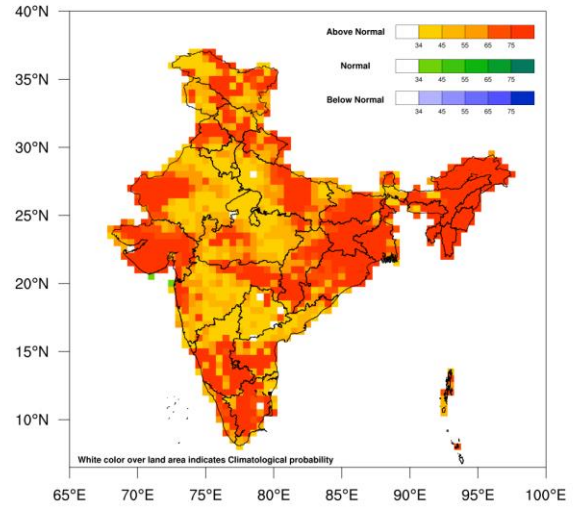 40°N
35°N
30°N
25°N
20°N
15°N
10°N
Above Normal
34 45 55 65 75
Normal
34 45 55 65 75
Below Normal
34 45 55 65 75
White color over land area indicates Climatological probability
65°E 70°E 75°E 80°E 85°E 90°E 95°E 100°E